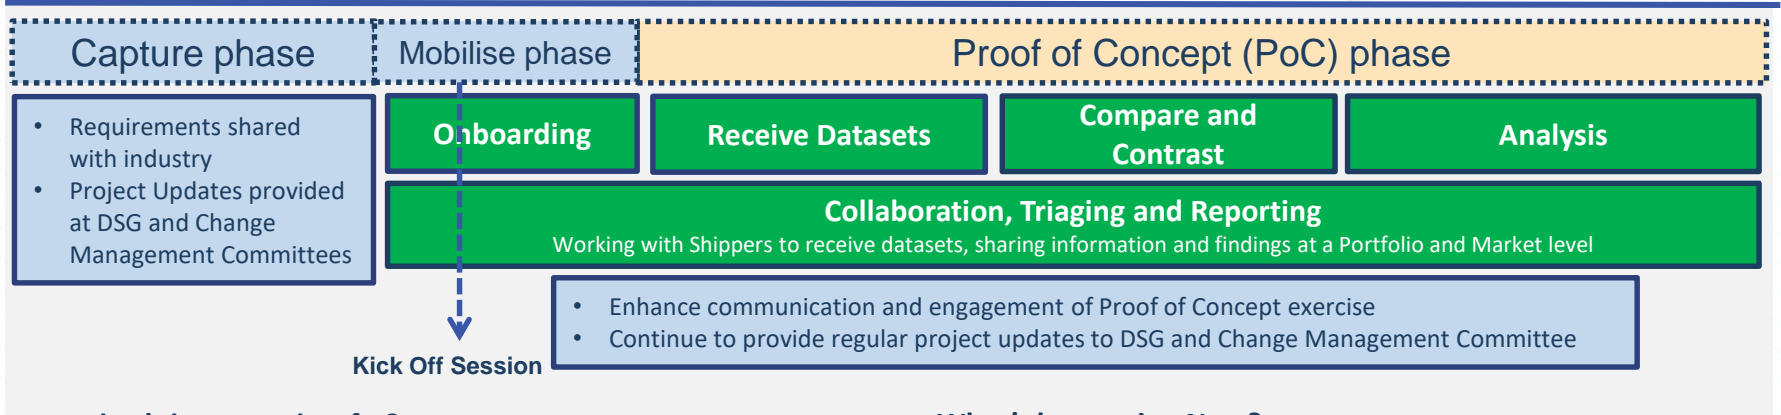 Capture phase
Mobilise phase
Proof of Concept (PoC) phase
• Requirements shared
with industry
• Project Updates provided
at DSG and Change
Management Committees
Onboarding
Receive Datasets
Compare and
Contrast
Analysis
Collaboration, Triaging and Reporting
Working with Shippers to receive datasets, sharing information and findings at a Portfolio and Market level
• Enhance communication and engagement of Proof of Concept exercise
• Continue to provide regular project updates to DSG and Change Management Committee
Kick Off Session